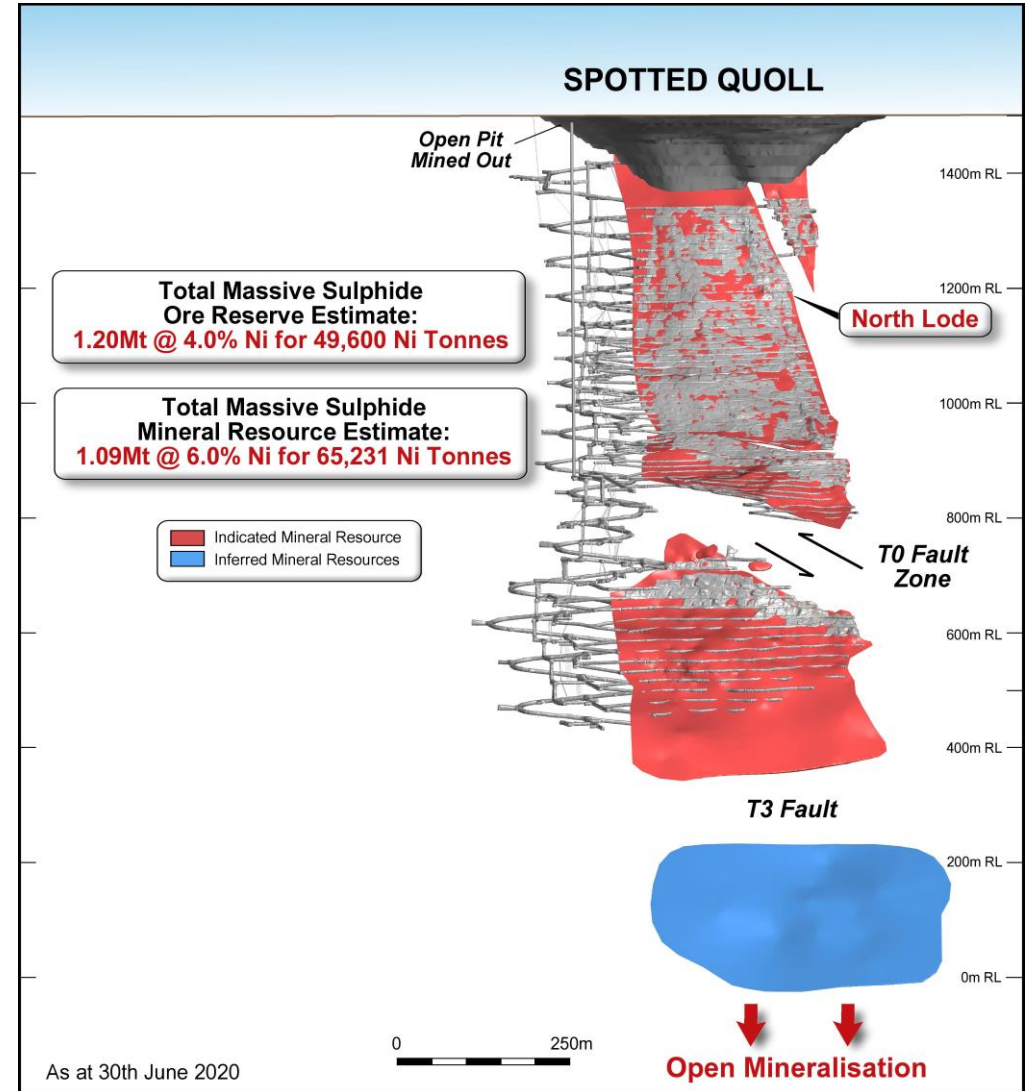 SPOTTED QUOLL
Open Pit
Mined Out
1400m RL
Total Massive Sulphide
Ore Reserve Estimate:
1.20Mt @ 4.0% Ni for 49,600 Ni Tonnes
1200m RL
North Lode
Total Massive Sulphide
Mineral Resource Estimate:
1.09Mt @ 6.0% Ni for 65,231 Ni Tonnes
1000m RL
Indicated Mineral Resource
Inferred Mineral Resources
800m RL
T0 Fault
Zone
600m RL
400m RL
T3 Fault
200m RL
0m RL
0 250m
Open Mineralisation
As at 30th June 2020